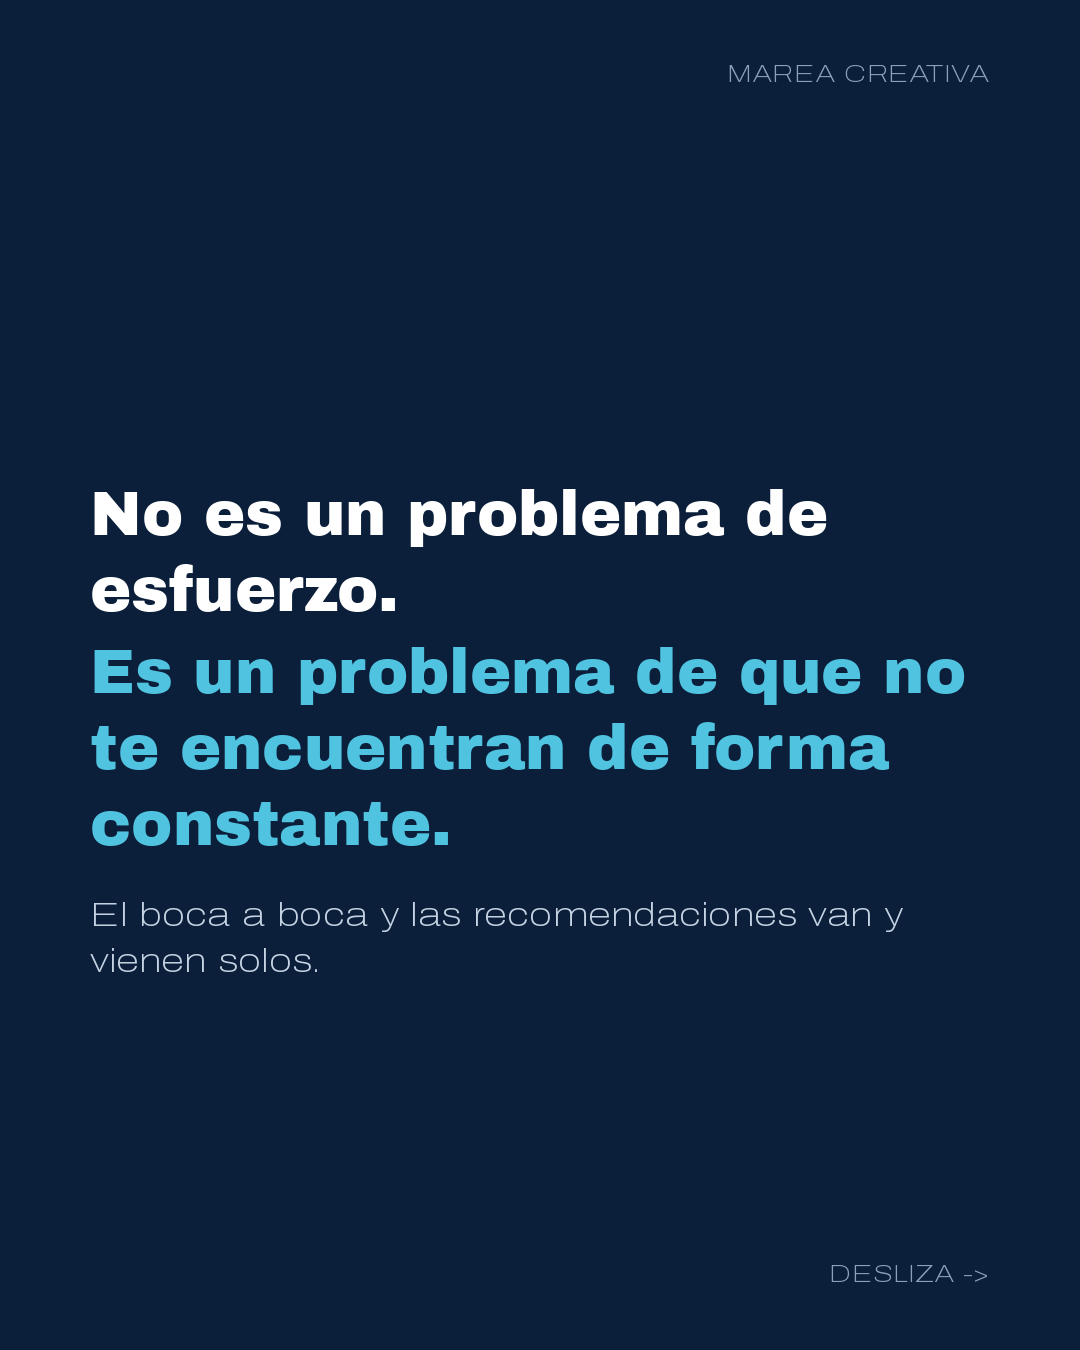 MAREA CREATIVA
No es un problema de
esfuerzo.
Es un problema de que no
te encuentran de forma
constante.
El boca a boca y las recomendaciones van y
vienen solos.
DESLIZA ->